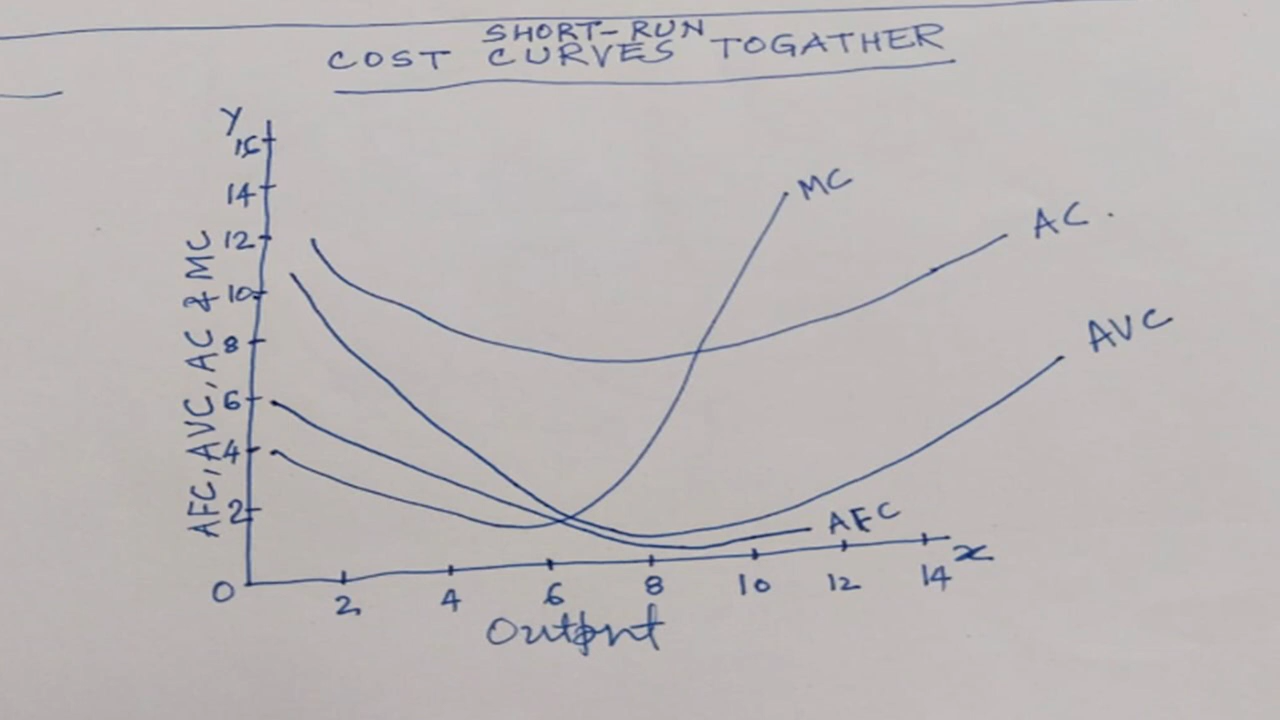 SHORT-RUN
COST CURVES TOGATHER
Y
14
12
10
8
6
4
2
0
AFC, AVC, AC & MC
MC
AC.
AVC
AFC
2 4 6 8 10 12 14 x
Output